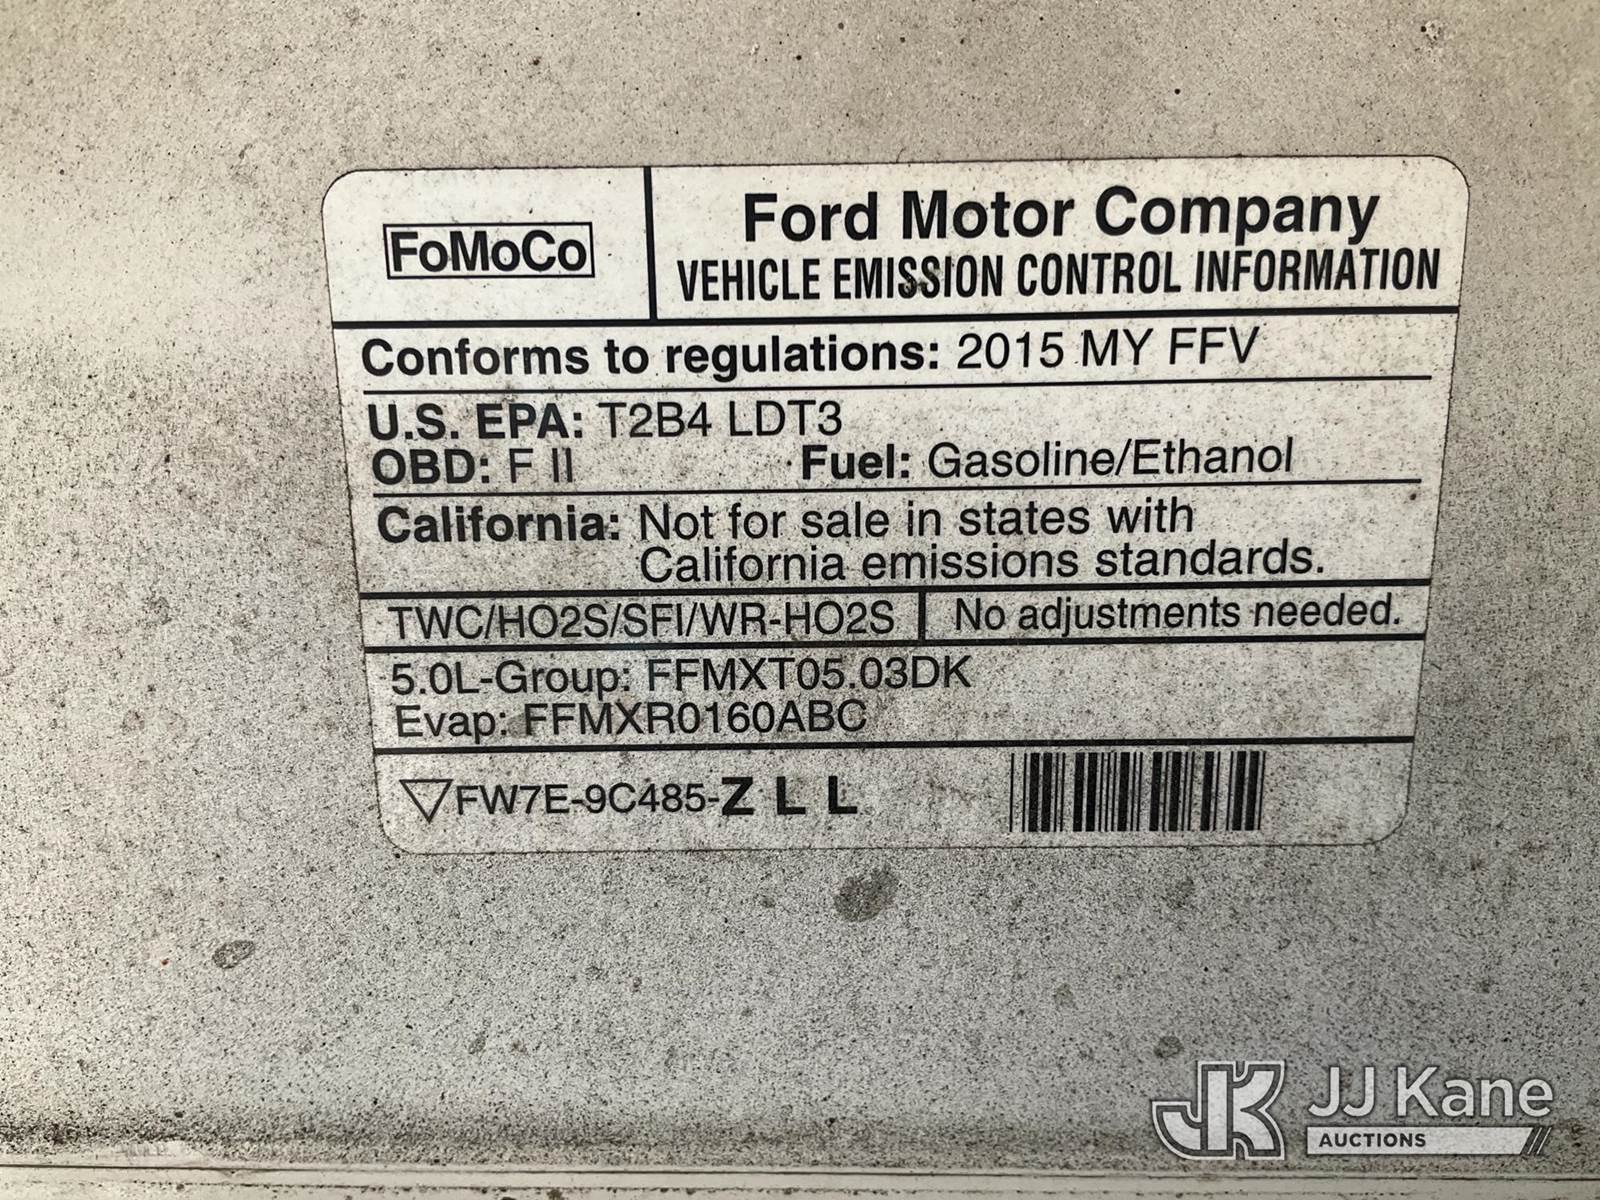 FoMoCo
Ford Motor Company
VEHICLE EMISSION CONTROL INFORMATION
Conforms to regulations: 2015 MY FFV
U.S. EPA: T2B4 LDT3
OBD: F II Fuel: Gasoline/Ethanol
California: Not for sale in states with
California emissions standards.
TWC/HO2S/SFI/WR-HO2S No adjustments needed.
5.0L-Group: FFMXT05.03DK
Evap: FFMXR0160ABC
FW7E-9C485-Z L L
JK JJ Kane
AUCTIONS